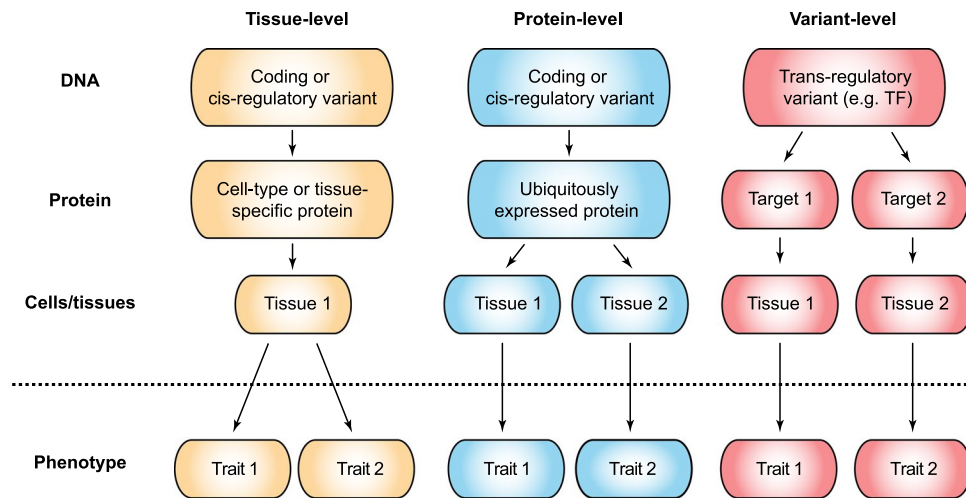 Tissue-level
Protein-level
Variant-level
DNA
Coding or
cis-regulatory variant
Coding or
cis-regulatory variant
Trans-regulatory
variant (e.g. TF)
Protein
Cell-type or tissue-
specific protein
Ubiquitously
expressed protein
Target 1
Target 2
Cells/tissues
Tissue 1
Tissue 1
Tissue 2
Tissue 1
Tissue 2
Phenotype
Trait 1
Trait 2
Trait 1
Trait 2
Trait 1
Trait 2